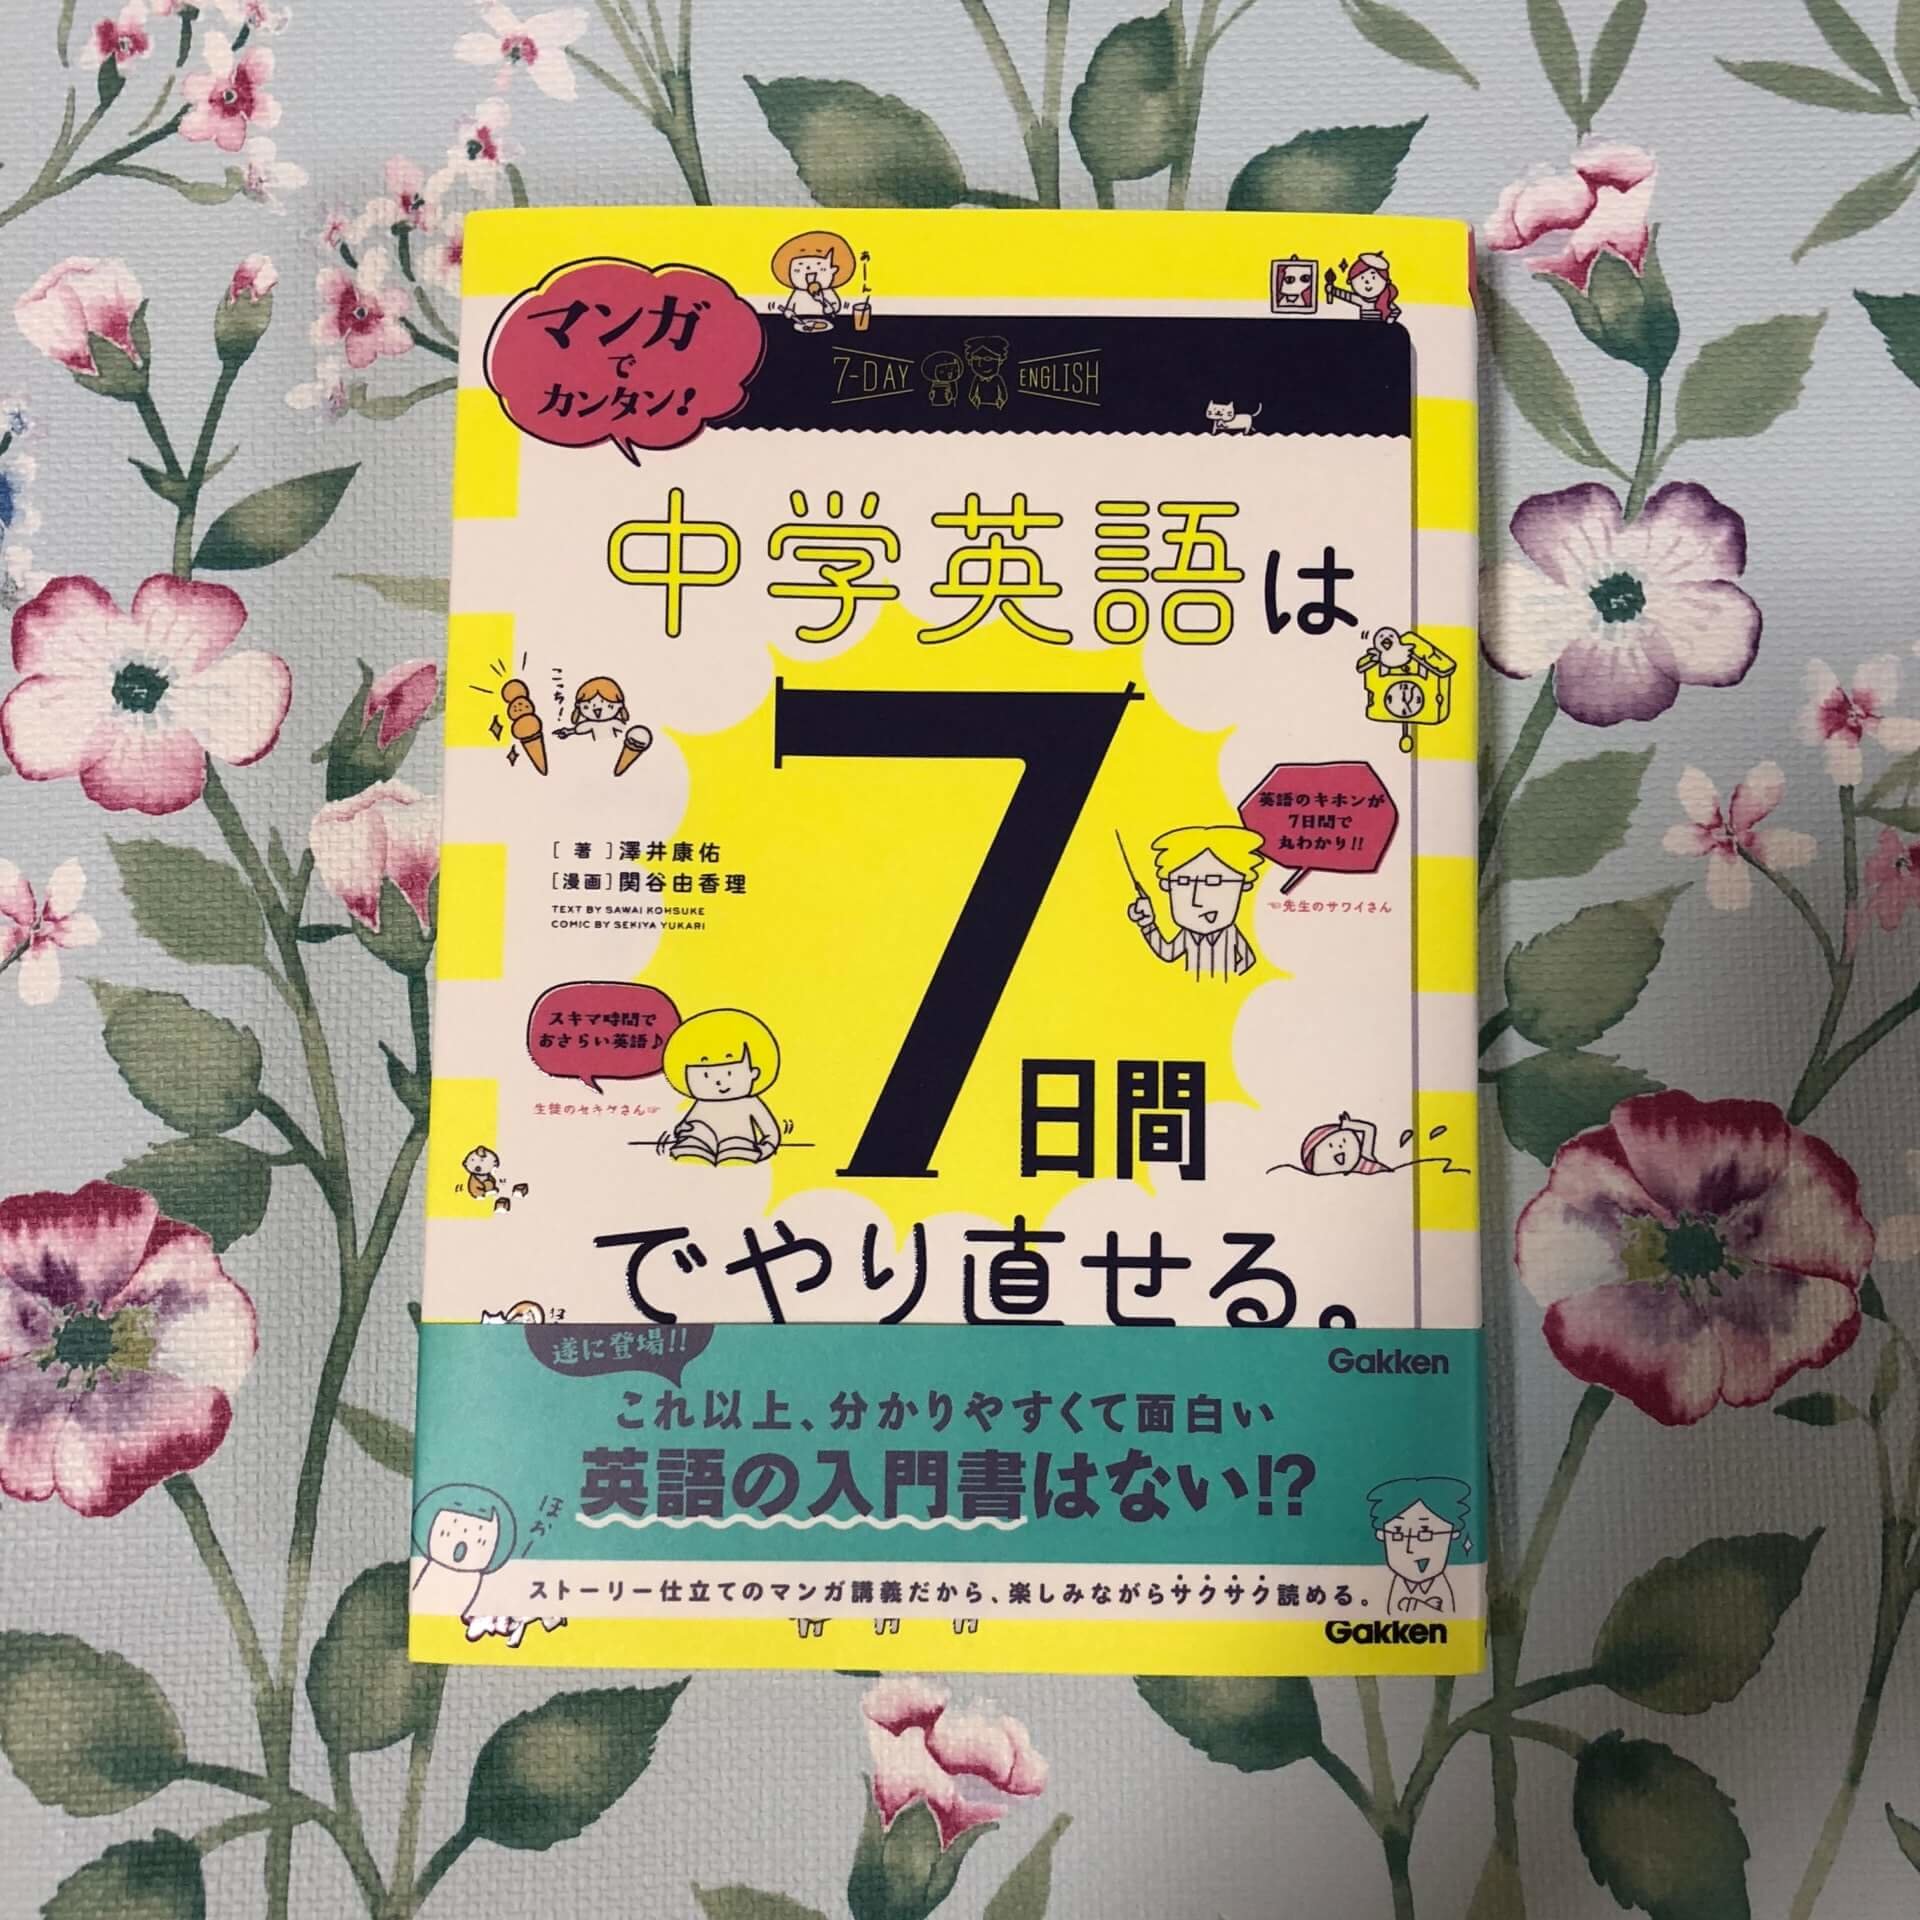 マンガ
で
カンタン!
あーん
7-DAY ENGLISH
中学英語は
こっち!
7日間
英語のキホンが
7日間で
丸わかり!!
☜先生のサワイさん
[ 著 ]澤井康佑
[漫画]関谷由香理
TEXT BY SAWAI KOHSUKE
COMIC BY SEKIYA YUKARI
スキマ時間で
おさらい英語♪
生徒のセキヤさん☞
でやり直せる。
遂に登場!!
Gakken
これ以上、分かりやすくて面白い
英語の入門書はない!?
ほぉー
ストーリー仕立てのマンガ講義だから、楽しみながらサクサク読める。
Gakken